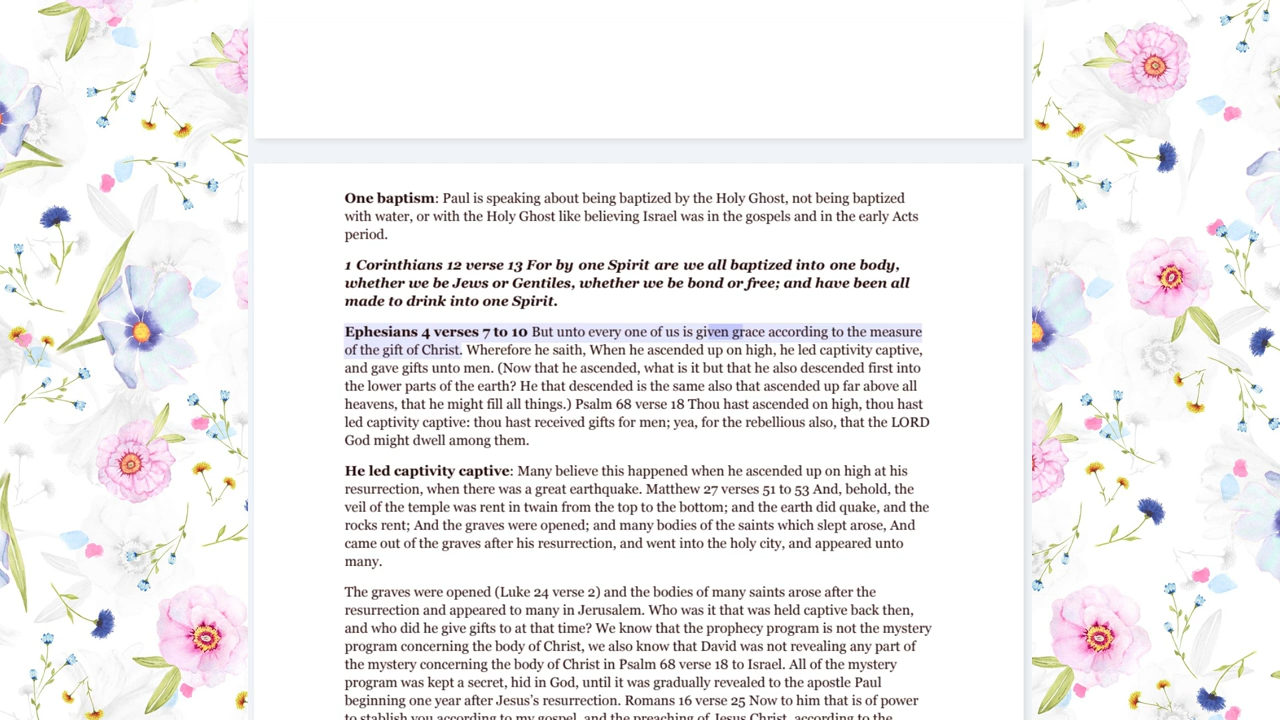 One baptism: Paul is speaking about being baptized by the Holy Ghost, not being baptized
with water, or with the Holy Ghost like believing Israel was in the gospels and in the early Acts
period.
1 Corinthians 12 verse 13 For by one Spirit are we all baptized into one body,
whether we be Jews or Gentiles, whether we be bond or free; and have been all
made to drink into one Spirit.
Ephesians 4 verses 7 to 10 But unto every one of us is given grace according to the measure
of the gift of Christ. Wherefore he saith, When he ascended up on high, he led captivity captive,
and gave gifts unto men. (Now that he ascended, what is it but that he also descended first into
the lower parts of the earth? He that descended is the same also that ascended up far above all
heavens, that he might fill all things.) Psalm 68 verse 18 Thou hast ascended on high, thou hast
led captivity captive: thou hast received gifts for men; yea, for the rebellious also, that the LORD
God might dwell among them.
He led captivity captive: Many believe this happened when he ascended up on high at his
resurrection, when there was a great earthquake. Matthew 27 verses 51 to 53 And, behold, the
veil of the temple was rent in twain from the top to the bottom; and the earth did quake, and the
rocks rent; And the graves were opened; and many bodies of the saints which slept arose, And
came out of the graves after his resurrection, and went into the holy city, and appeared unto
many.
The graves were opened (Luke 24 verse 2) and the bodies of many saints arose after the
resurrection and appeared to many in Jerusalem. Who was it that was held captive back then,
and who did he give gifts to at that time? We know that the prophecy program is not the mystery
program concerning the body of Christ, we also know that David was not revealing any part of
the mystery concerning the body of Christ in Psalm 68 verse 18 to Israel. All of the mystery
program was kept a secret, hid in God, until it was gradually revealed to the apostle Paul
beginning one year after Jesus's resurrection. Romans 16 verse 25 Now to him that is of power
to stablish you according to my gospel, and the preaching of Jesus Christ, according to the